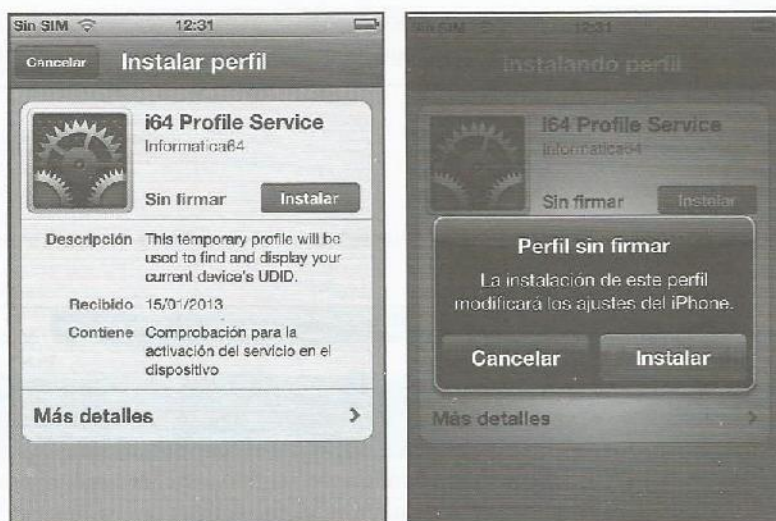 Sin SIM 12:31
Cancelar Instalar perfil
i64 Profile Service
Informatica64
Sin firmar Instalar
Descripción This temporary profile will be
used to find and display your
current device's UDID.
Recibido 15/01/2013
Contiene Comprobación para la
activación del servicio en el
dispositivo
Más detalles
Sin SIM 12:31
Instalando perfil
i64 Profile Service
Informatica64
Sin firmar Instalar
Perfil sin firmar
La instalación de este perfil
modificará los ajustes del iPhone.
Cancelar Instalar
Más detalles